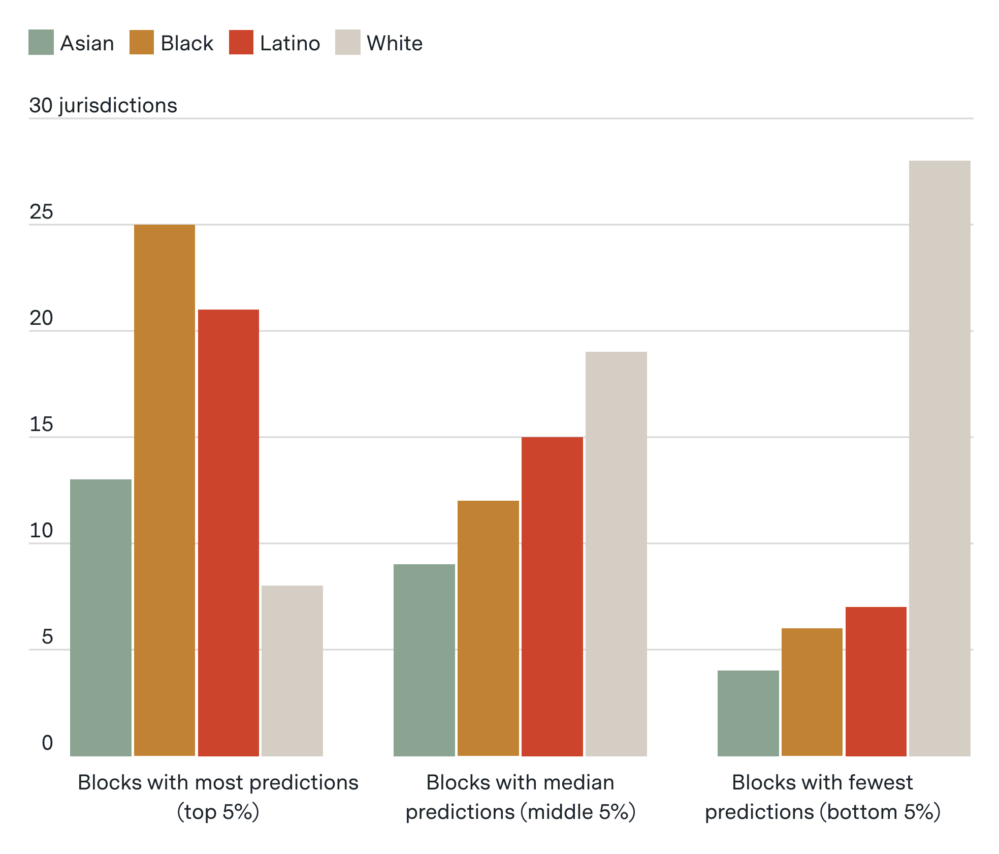 Asian Black Latino White
30 jurisdictions
25
20
15
10
5
0
Blocks with most predictions
(top 5%)
Blocks with median
predictions (middle 5%)
Blocks with fewest
predictions (bottom 5%)